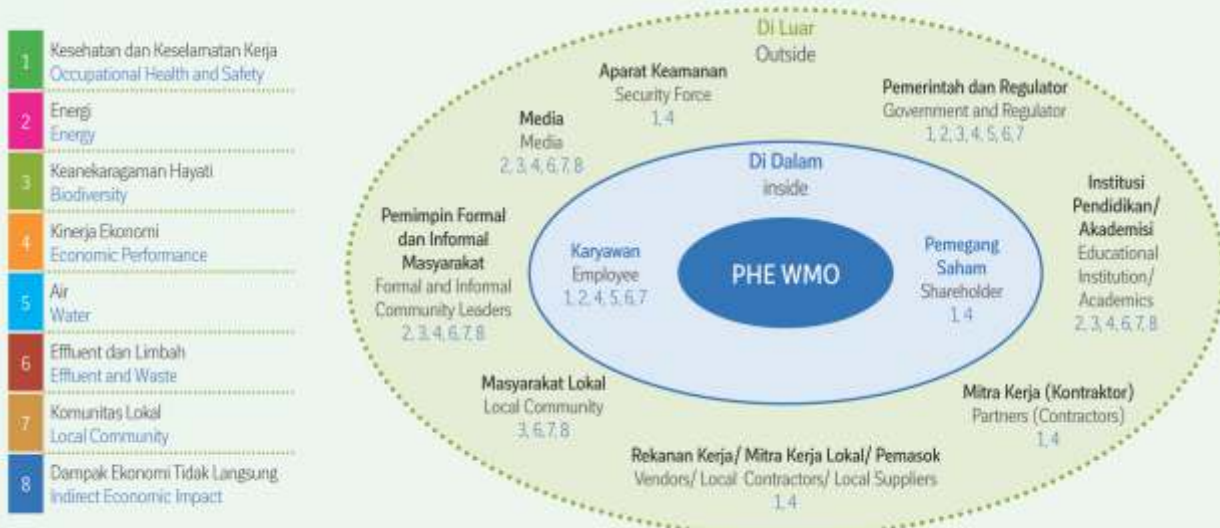 1
Kesehatan dan Keselamatan Kerja
Occupational Health and Safety
2
Energi
Energy
3
Keanekaragaman Hayati
Biodiversity
4
Kinerja Ekonomi
Economic Performance
5
Air
Water
6
Effluent dan Limbah
Effluent and Waste
7
Komunitas Lokal
Local Community
8
Dampak Ekonomi Tidak Langsung
Indirect Economic Impact
Di Luar
Outside
Aparat Keamanan
Security Force
1, 4
Pemerintah dan Regulator
Government and Regulator
1, 2, 3, 4, 5, 6, 7
Media
Media
2, 3, 4, 6, 7, 8
Di Dalam
inside
Institusi
Pendidikan/
Akademisi
Educational
Institution/
Academics
2, 3, 4, 6, 7, 8
Pemimpin Formal
dan Informal
Masyarakat
Formal and Informal
Community Leaders
2, 3, 4, 6, 7, 8
Karyawan
Employee
1, 2, 4, 5, 6, 7
PHE WMO
Pemegang
Saham
Shareholder
1, 4
Masyarakat Lokal
Local Community
3, 6, 7, 8
Mitra Kerja (Kontraktor)
Partners (Contractors)
1, 4
Rekanan Kerja/ Mitra Kerja Lokal/ Pemasok
Vendors/ Local Contractors/ Local Suppliers
1, 4